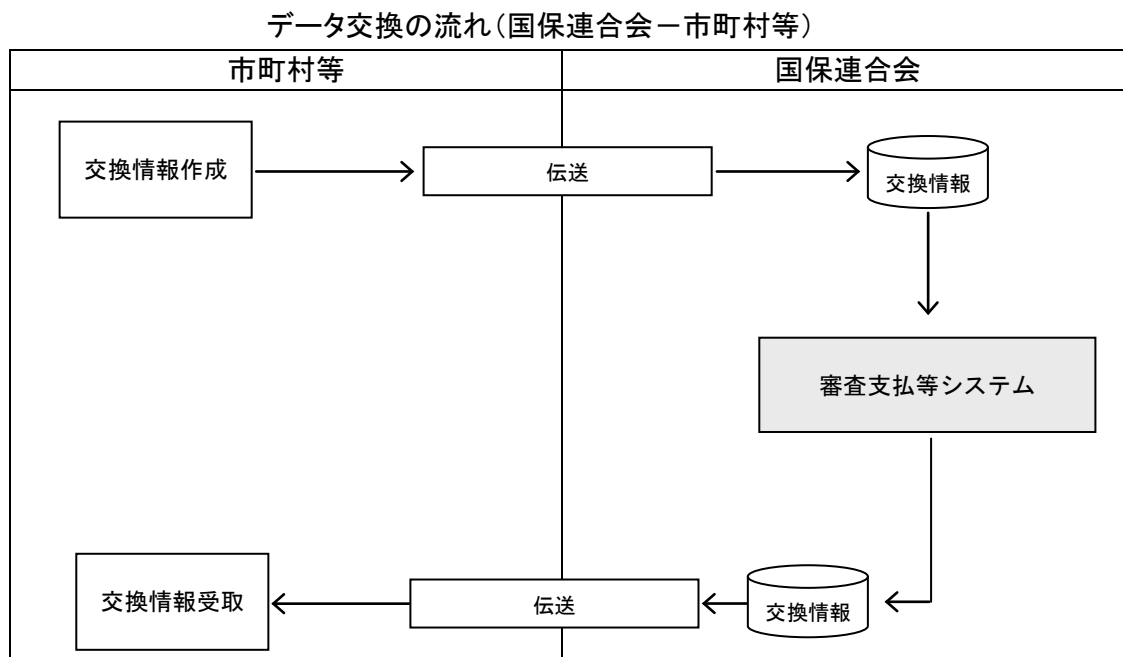 データ交換の流れ(国保連合会－市町村等)
市町村等
国保連合会
交換情報作成
伝送
交換情報
審査支払等システム
交換情報受取
伝送
交換情報